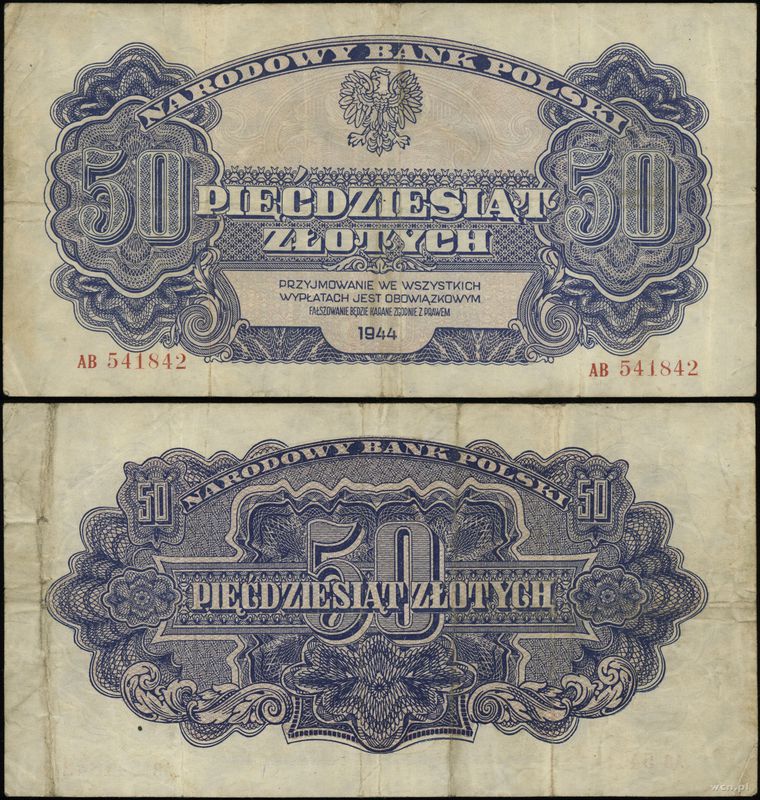 NARODOWY BANK POLSKI
50 50
PIĘĆDZIESIĄT
ZŁOTYCH
PRZYJMOWANIE WE WSZYSTKICH
WYPŁATACH JEST OBOWIĄZKOWYM
FAŁSZOWANIE BĘDZIE KARANE ZGODNIE Z PRAWEM
1944
AB 541842 AB 541842
NARODOWY BANK POLSKI
50 50
50
PIĘĆDZIESIĄT ZŁOTYCH
wcn.pl